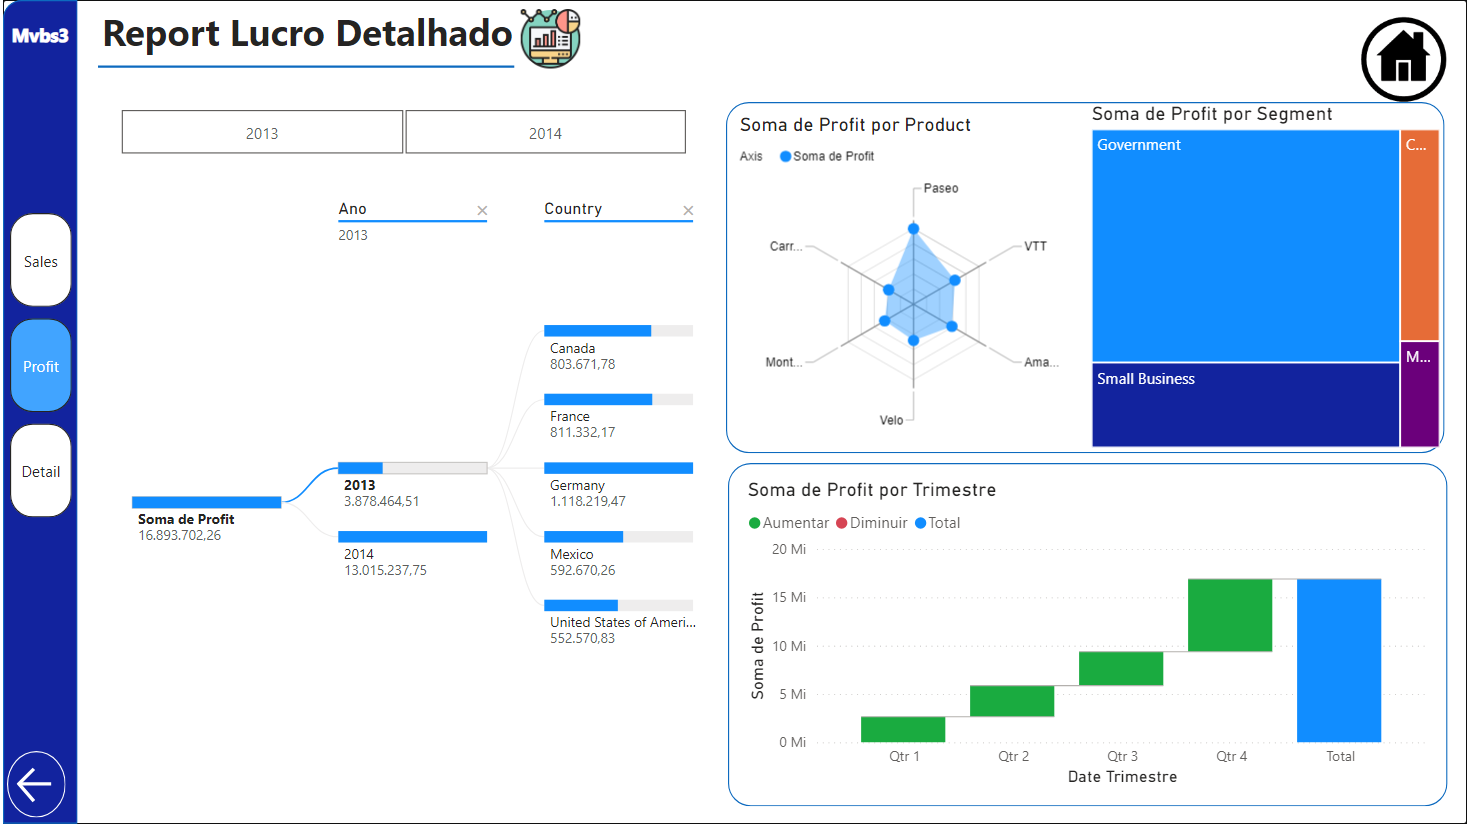 Mvbs3
Report Lucro Detalhado
Sales
Profit
Detail
2013
2014
Ano
2013
Country
Soma de Profit
16.893.702,26
2013
3.878.464,51
2014
13.015.237,75
Canada
803.671,78
France
811.332,17
Germany
1.118.219,47
Mexico
592.670,26
United States of Ameri...
552.570,83
Soma de Profit por Product
Axis Soma de Profit
Paseo
VTT
Ama...
Velo
Mont...
Carr...
Soma de Profit por Segment
Government
Small Business
C...
M...
Soma de Profit por Trimestre
Aumentar Diminuir Total
Soma de Profit
20 Mi
15 Mi
10 Mi
5 Mi
0 Mi
Qtr 1 Qtr 2 Qtr 3 Qtr 4 Total
Date Trimestre